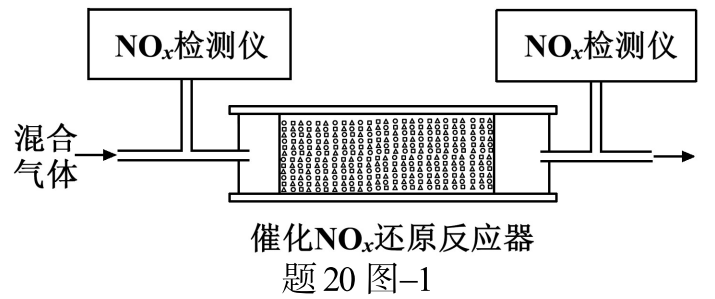 NOx检测仪
NOx检测仪
混合
气体
催化NOx还原反应器
题20图–1